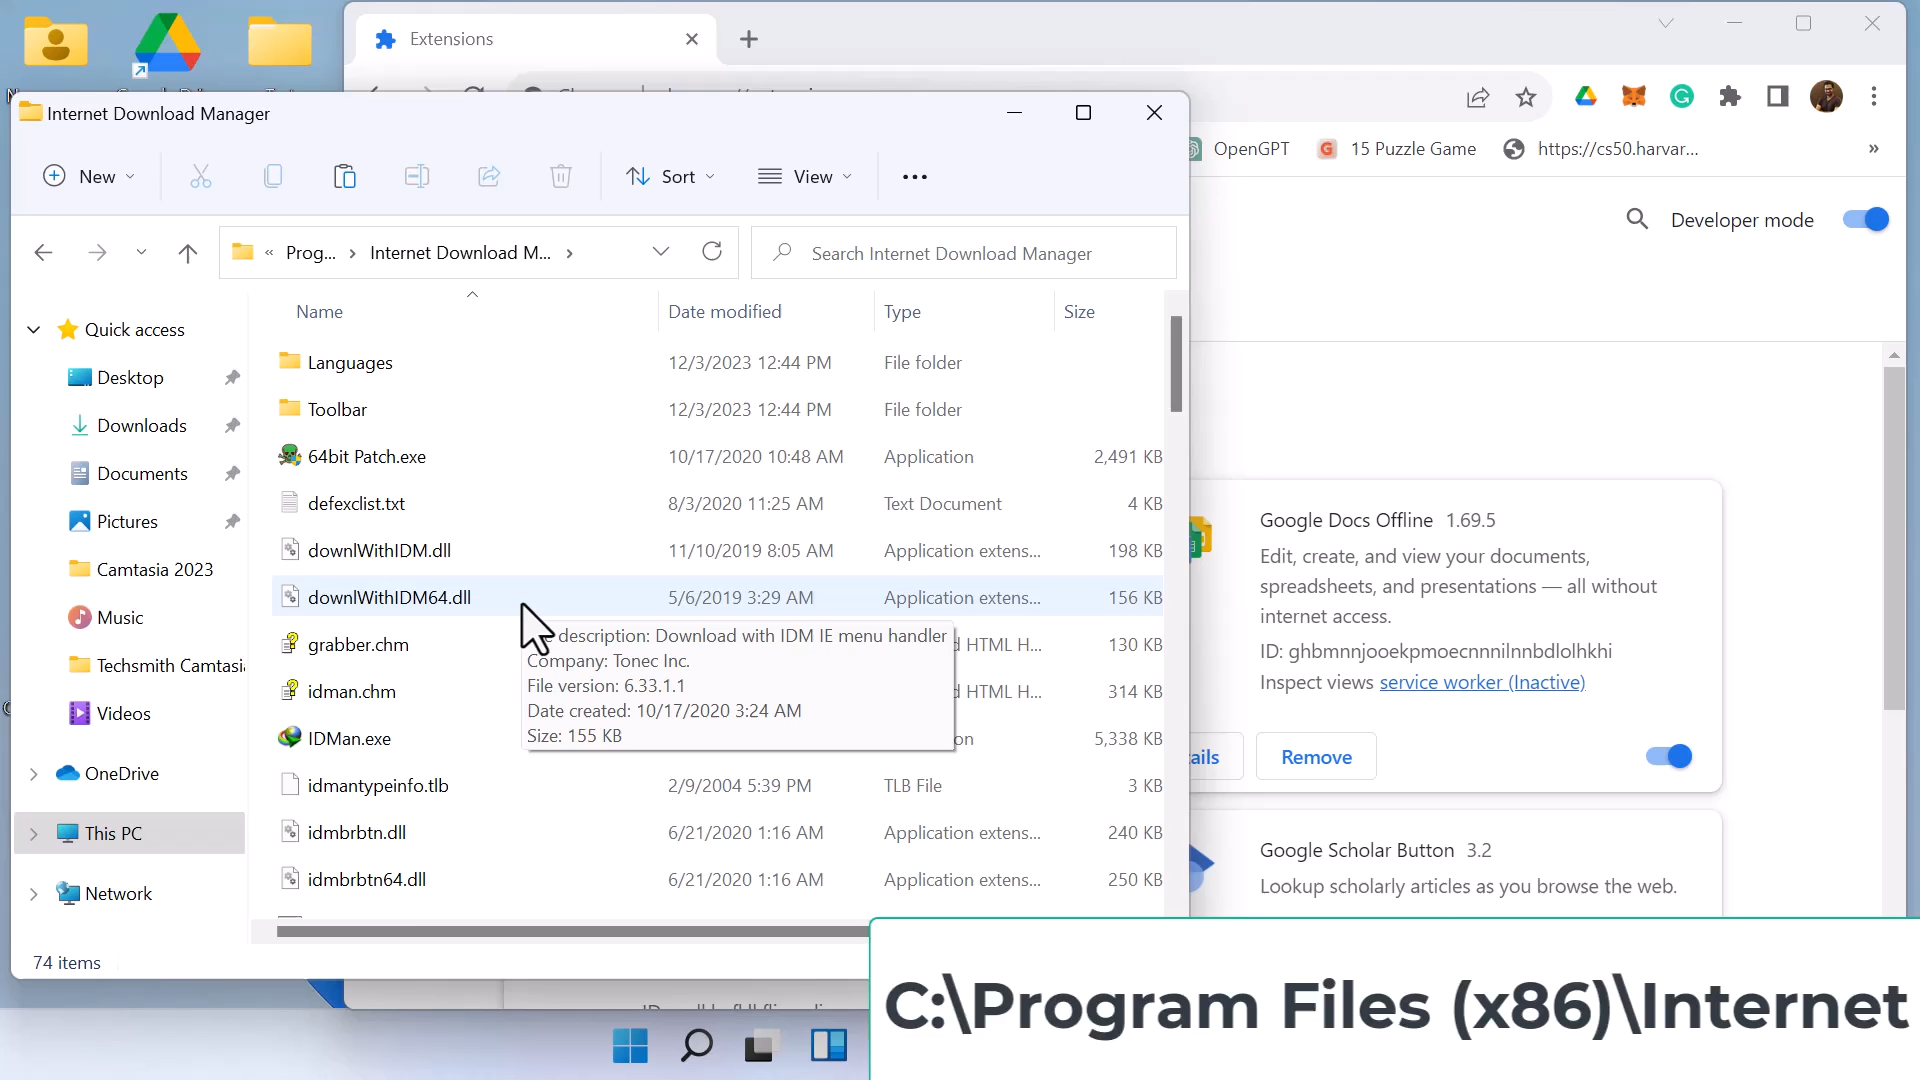 Extensions
Internet Download Manager
New
Sort
View
OpenGPT
15 Puzzle Game
https://cs50.harvar...
»
« Prog... > Internet Download M... >
Search Internet Download Manager
Developer mode
Name
Date modified
Type
Size
Quick access
Desktop
Downloads
Documents
Pictures
Camtasia 2023
Music
Techsmith Camtasi
Videos
OneDrive
This PC
Network
Languages 12/3/2023 12:44 PM File folder
Toolbar 12/3/2023 12:44 PM File folder
64bit Patch.exe 10/17/2020 10:48 AM Application 2,491 KB
defexclist.txt 8/3/2020 11:25 AM Text Document 4 KB
downlWithIDM.dll 11/10/2019 8:05 AM Application extens... 198 KB
downlWithIDM64.dll 5/6/2019 3:29 AM Application extens... 156 KB
grabber.chm d HTML H... 130 KB
idman.chm d HTML H... 314 KB
IDMan.exe on 5,338 KB
idmantypeinfo.tlb 2/9/2004 5:39 PM TLB File 3 KB
idmbrbtn.dll 6/21/2020 1:16 AM Application extens... 240 KB
idmbrbtn64.dll 6/21/2020 1:16 AM Application extens... 250 KB
description: Download with IDM IE menu handler
Company: Tonec Inc.
File version: 6.33.1.1
Date created: 10/17/2020 3:24 AM
Size: 155 KB
74 items
Google Docs Offline 1.69.5
Edit, create, and view your documents,
spreadsheets, and presentations — all without
internet access.
ID: ghbmnnjooekpmoecnnnilnnbdlolhkhi
Inspect views service worker (Inactive)
ails
Remove
Google Scholar Button 3.2
Lookup scholarly articles as you browse the web.
C:\Program Files (x86)\Internet